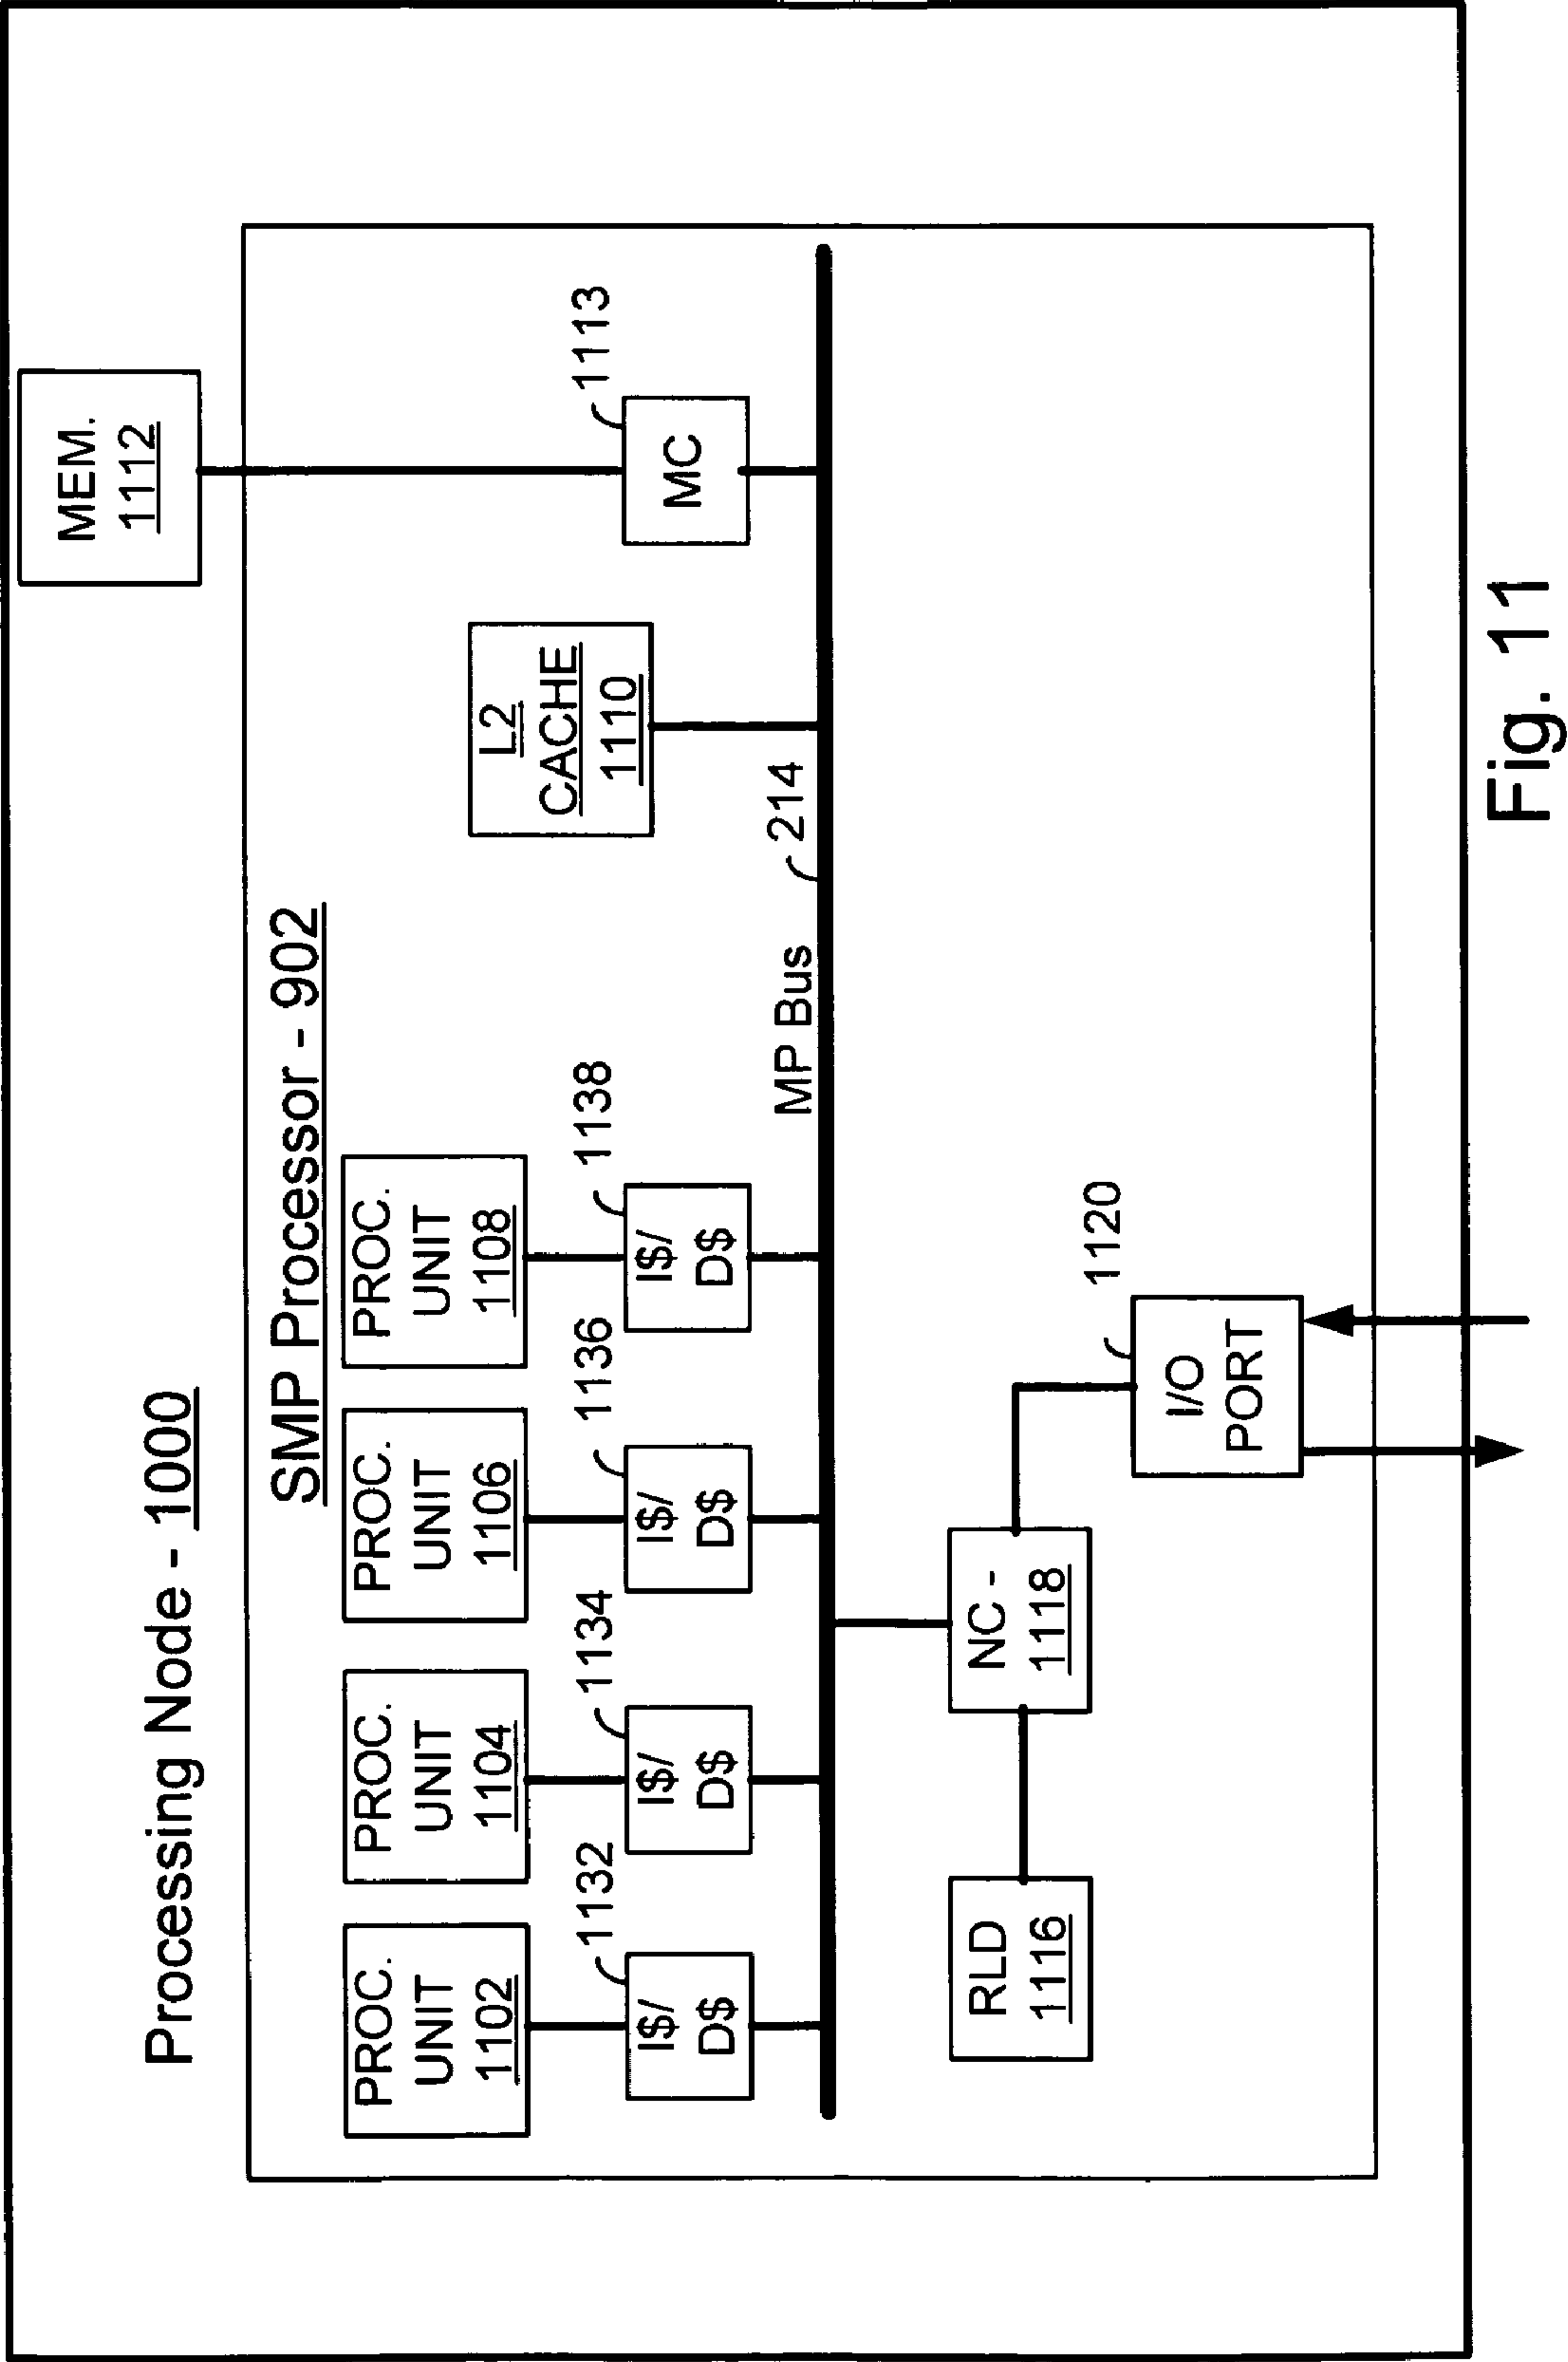 Processing Node - 1000
MEM.
1112
SMP Processor - 902
PROC.
UNIT
1102
PROC.
UNIT
1104
PROC.
UNIT
1106
PROC.
UNIT
1108
L2
CACHE
1110
1132
1134
1136
1138
1113
I$/
D$
I$/
D$
I$/
D$
I$/
D$
MC
MP Bus
214
RLD
1116
NC -
1118
1120
I/O
PORT
Fig. 11